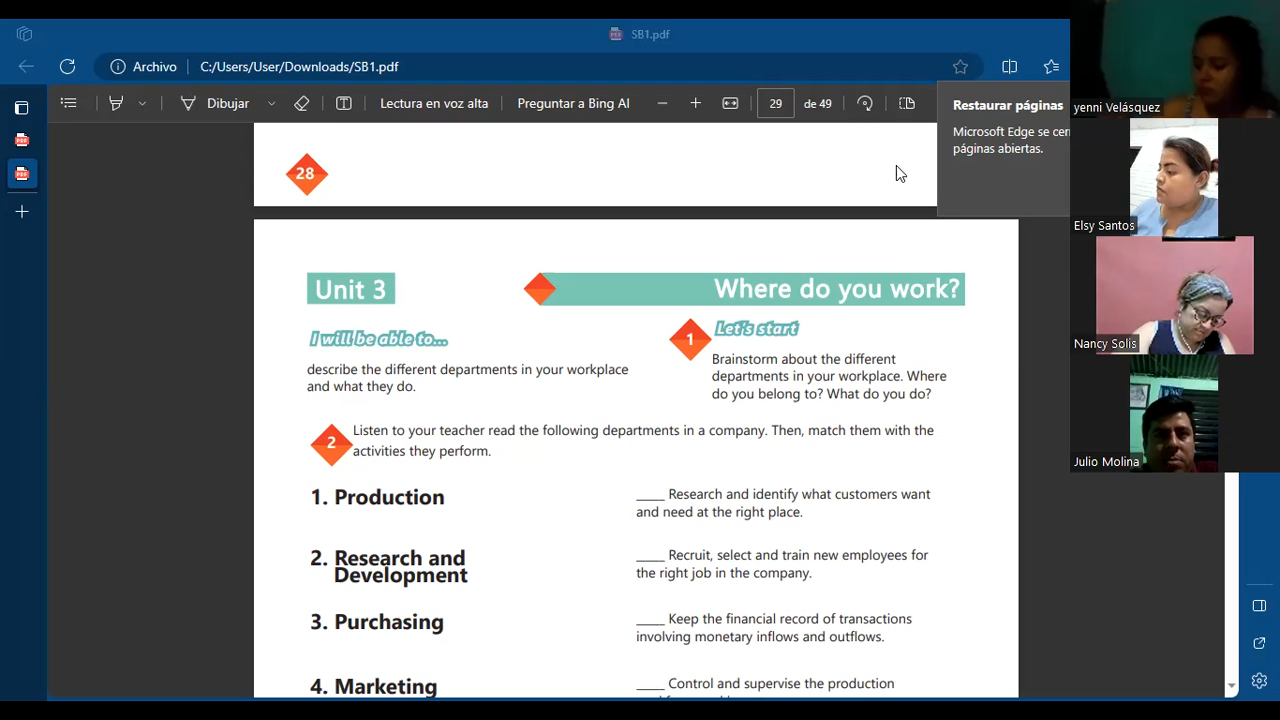 SB1.pdf
Archivo C:/Users/User/Downloads/SB1.pdf
Dibujar Lectura en voz alta Preguntar a Bing AI 29 de 49
Restaurar páginas
Microsoft Edge se cer
páginas abiertas.
28
Unit 3 Where do you work?
I will be able to...
describe the different departments in your workplace
and what they do.
1 Let's start
Brainstorm about the different
departments in your workplace. Where
do you belong to? What do you do?
2 Listen to your teacher read the following departments in a company. Then, match them with the
activities they perform.
1. Production
____ Research and identify what customers want
and need at the right place.
2. Research and
Development
____ Recruit, select and train new employees for
the right job in the company.
3. Purchasing
____ Keep the financial record of transactions
involving monetary inflows and outflows.
4. Marketing
____ Control and supervise the production
yenni Velásquez
Elsy Santos
Nancy Solis
Julio Molina